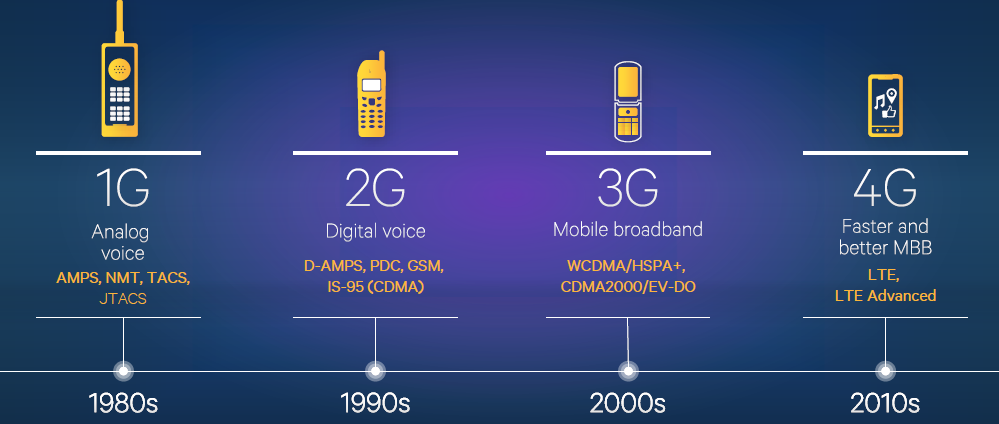 1G
Analog
voice
AMPS, NMT, TACS,
JTACS
1980s
2G
Digital voice
D-AMPS, PDC, GSM,
IS-95 (CDMA)
1990s
3G
Mobile broadband
WCDMA/HSPA+,
CDMA2000/EV-DO
2000s
4G
Faster and
better MBB
LTE,
LTE Advanced
2010s